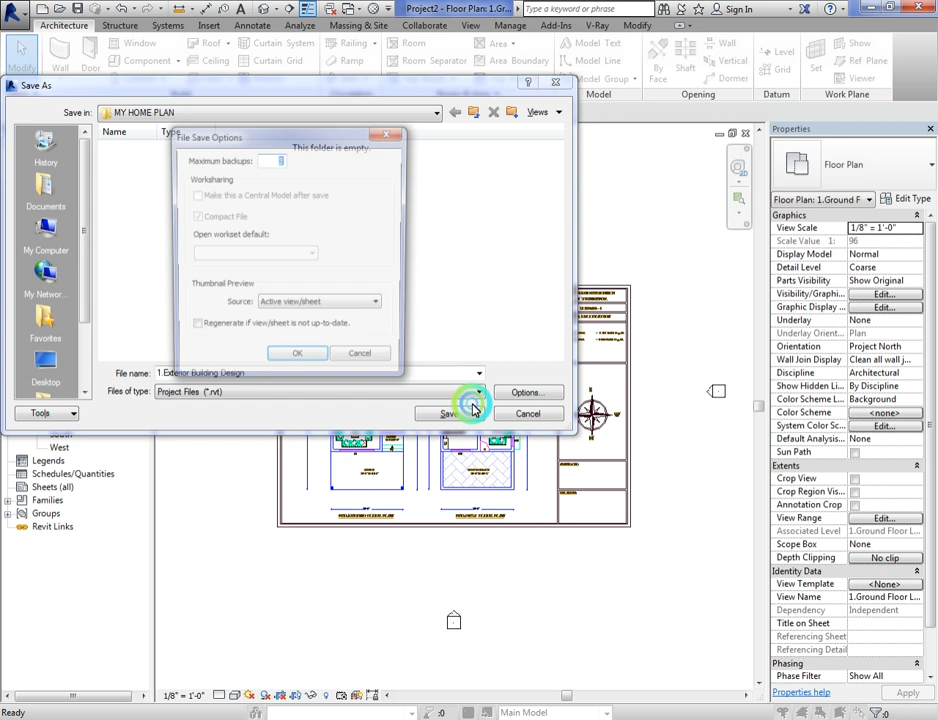 Project2 - Floor Plan: 1.Gr...
Type a keyword or phrase
Sign In
Architecture
Structure
Systems
Insert
Annotate
Analyze
Massing & Site
Collaborate
View
Manage
Add-Ins
V-Ray
Modify
Modify
Wall
Door
Window
Component
Roof
Ceiling
Curtain System
Curtain Grid
Railing
Ramp
Room
Room Separator
Area
Area Boundary
Model Text
Model Line
Model Group
By Face
Shaft
Wall
Vertical
Dormer
Level
Grid
Set
Show
Ref Plane
Viewer
Model
Opening
Datum
Work Plane
Save As
Save in:
MY HOME PLAN
Views
Name
Type
This folder is empty.
History
Documents
My Computer
My Networ...
Favorites
Desktop
File Save Options
Maximum backups:
Worksharing
Make this a Central Model after save
Compact File
Open workset default:
Thumbnail Preview
Source:
Active view/sheet
Regenerate if view/sheet is not up-to-date.
OK
Cancel
File name:
1.Exterior Building Design
Files of type:
Project Files (*.rvt)
Options...
Tools
Save
Cancel
West
Legends
Schedules/Quantities
Sheets (all)
Families
Groups
Revit Links
Properties
Floor Plan
Floor Plan: 1.Ground F
Edit Type
Graphics
View Scale 1/8" = 1'-0"
Scale Value 1: 96
Display Model Normal
Detail Level Coarse
Parts Visibility Show Original
Visibility/Graphi... Edit...
Graphic Display ... Edit...
Underlay None
Underlay Orient... Plan
Orientation Project North
Wall Join Display Clean all wall j...
Discipline Architectural
Show Hidden Li... By Discipline
Color Scheme ... Background
Color Scheme <none>
System Color Sc... Edit...
Default Analysis... None
Sun Path
Extents
Crop View
Crop Region Vis...
Annotation Crop
View Range Edit...
Associated Level 1.Ground Floor L...
Scope Box None
Depth Clipping No clip
Identity Data
View Template <None>
View Name 1.Ground Floor L...
Dependency Independent
Title on Sheet
Referencing Sheet
Referencing Detail
Phasing
Phase Filter Show All
Properties help
Apply
1/8" = 1'-0"
Ready
:0
Main Model
:0